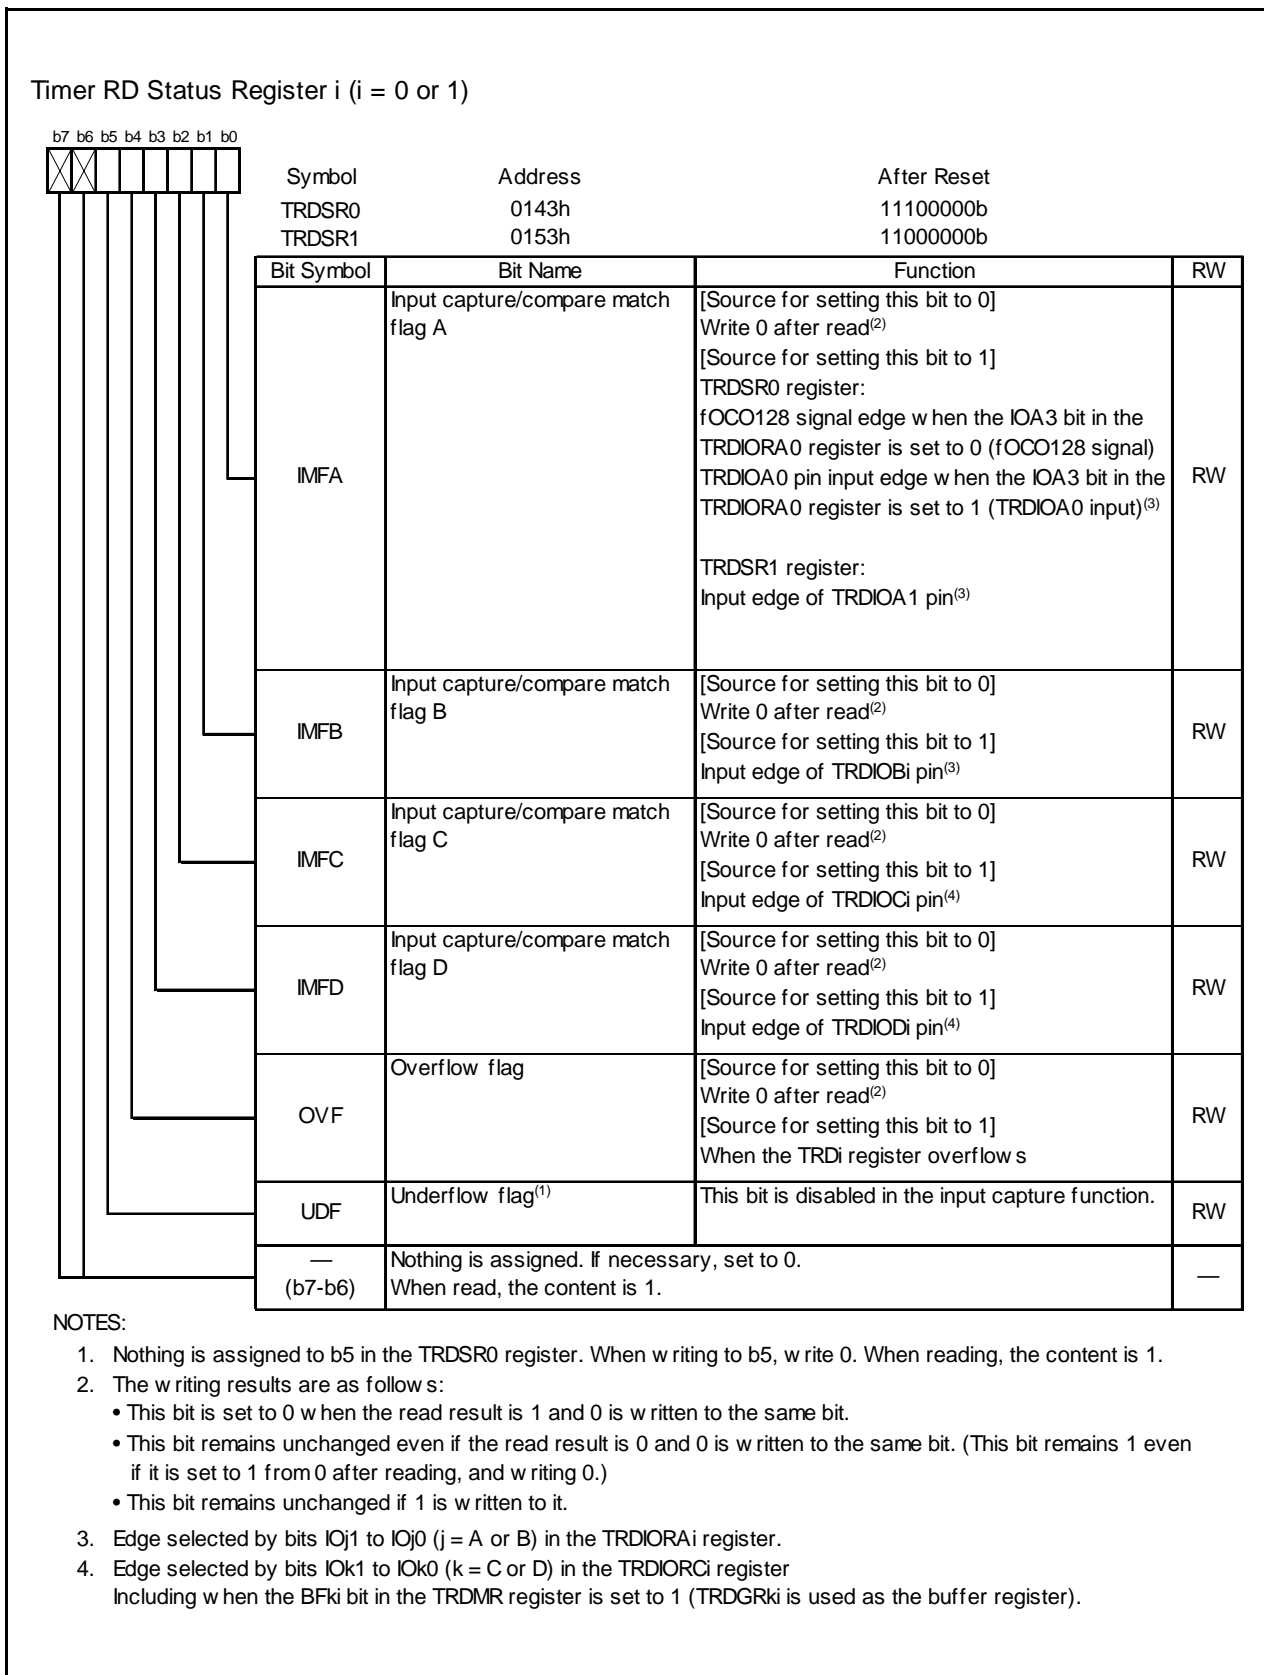 Timer RD Status Register i (i = 0 or 1)
b7 b6 b5 b4 b3 b2 b1 b0
Symbol Address After Reset
TRDSR0 0143h 11100000b
TRDSR1 0153h 11000000b
Bit Symbol Bit Name Function RW
IMFA Input capture/compare match [Source for setting this bit to 0] RW
flag A Write 0 after read(2)
[Source for setting this bit to 1]
TRDSR0 register:
fOCO128 signal edge when the IOA3 bit in the
TRDIORA0 register is set to 0 (fOCO128 signal)
TRDIOA0 pin input edge when the IOA3 bit in the
TRDIORA0 register is set to 1 (TRDIOA0 input)(3)
TRDSR1 register:
Input edge of TRDIOA1 pin(3)
IMFB Input capture/compare match [Source for setting this bit to 0] RW
flag B Write 0 after read(2)
[Source for setting this bit to 1]
Input edge of TRDIOBi pin(3)
IMFC Input capture/compare match [Source for setting this bit to 0] RW
flag C Write 0 after read(2)
[Source for setting this bit to 1]
Input edge of TRDIOCi pin(4)
IMFD Input capture/compare match [Source for setting this bit to 0] RW
flag D Write 0 after read(2)
[Source for setting this bit to 1]
Input edge of TRDIODi pin(4)
OVF Overflow flag [Source for setting this bit to 0] RW
Write 0 after read(2)
[Source for setting this bit to 1]
When the TRDi register overflows
UDF Underflow flag(1) This bit is disabled in the input capture function. RW
— Nothing is assigned. If necessary, set to 0. —
(b7-b6) When read, the content is 1.
NOTES:
1. Nothing is assigned to b5 in the TRDSR0 register. When writing to b5, write 0. When reading, the content is 1.
2. The writing results are as follows:
• This bit is set to 0 when the read result is 1 and 0 is written to the same bit.
• This bit remains unchanged even if the read result is 0 and 0 is written to the same bit. (This bit remains 1 even
if it is set to 1 from 0 after reading, and writing 0.)
• This bit remains unchanged if 1 is written to it.
3. Edge selected by bits IOj1 to IOj0 (j = A or B) in the TRDIORAi register.
4. Edge selected by bits IOk1 to IOk0 (k = C or D) in the TRDIORCi register
Including when the BFki bit in the TRDMR register is set to 1 (TRDGRki is used as the buffer register).